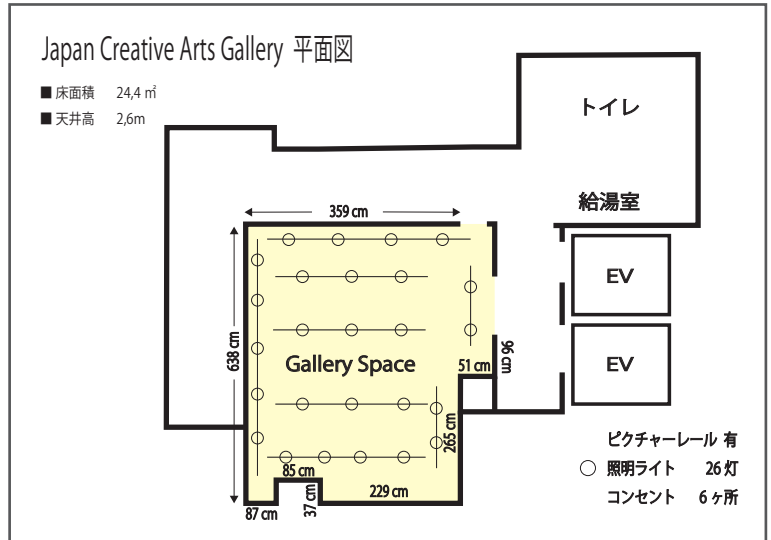 Japan Creative Arts Gallery 平面図
■ 床面積 24,4 ㎡
■ 天井高 2,6m
トイレ
給湯室
359 cm
EV
638 cm
EV
Gallery Space
51 cm
96 cm
265 cm
85 cm
37 cm
229 cm
87 cm
ピクチャーレール 有
○ 照明ライト 26 灯
コンセント 6 ヶ所